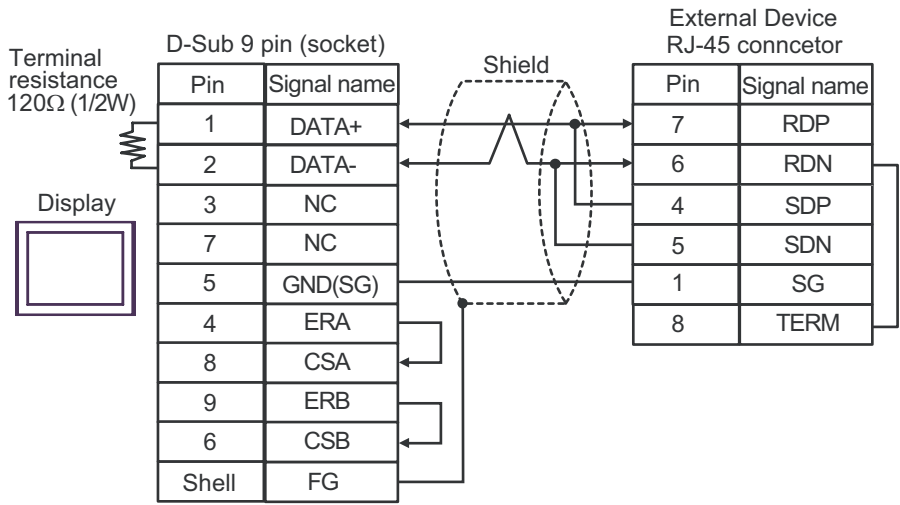 External Device
RJ-45 conncetor
D-Sub 9 pin (socket)
Terminal
resistance
120Ω (1/2W)
Shield
Pin Signal name
1 DATA+
2 DATA-
3 NC
7 NC
5 GND(SG)
4 ERA
8 CSA
9 ERB
6 CSB
Shell FG
Display
Pin Signal name
7 RDP
6 RDN
4 SDP
5 SDN
1 SG
8 TERM